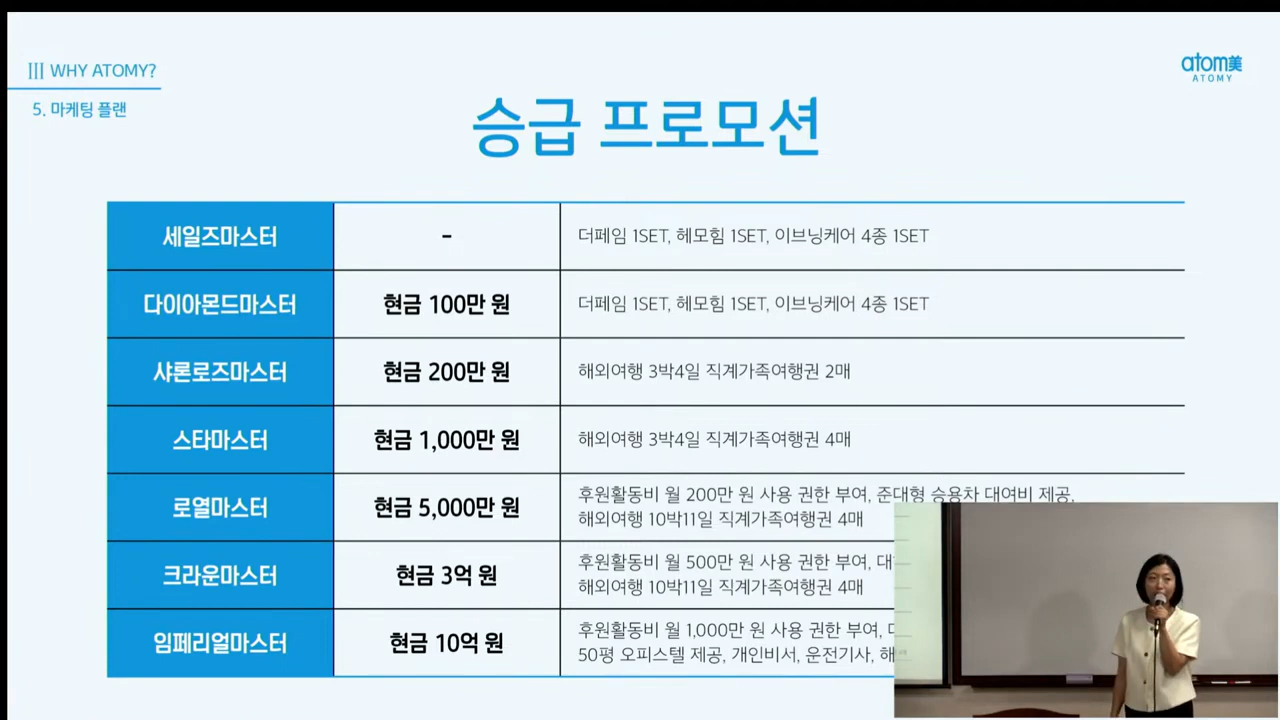 III WHY ATOMY?
5. 마케팅 플랜
atom美
ATOMY
승급 프로모션
세일즈마스터 - 더페임 1SET, 헤모힘 1SET, 이브닝케어 4종 1SET
다이아몬드마스터 현금 100만 원 더페임 1SET, 헤모힘 1SET, 이브닝케어 4종 1SET
샤론로즈마스터 현금 200만 원 해외여행 3박4일 직계가족여행권 2매
스타마스터 현금 1,000만 원 해외여행 3박4일 직계가족여행권 4매
로열마스터 현금 5,000만 원 후원활동비 월 200만 원 사용 권한 부여, 준대형 승용차 대여비 제공,
해외여행 10박11일 직계가족여행권 4매
크라운마스터 현금 3억 원 후원활동비 월 500만 원 사용 권한 부여,
해외여행 10박11일 직계가족여행권 4매
임페리얼마스터 현금 10억 원 후원활동비 월 1,000만 원 사용 권한 부여,
50평 오피스텔 제공, 개인비서, 운전기사,